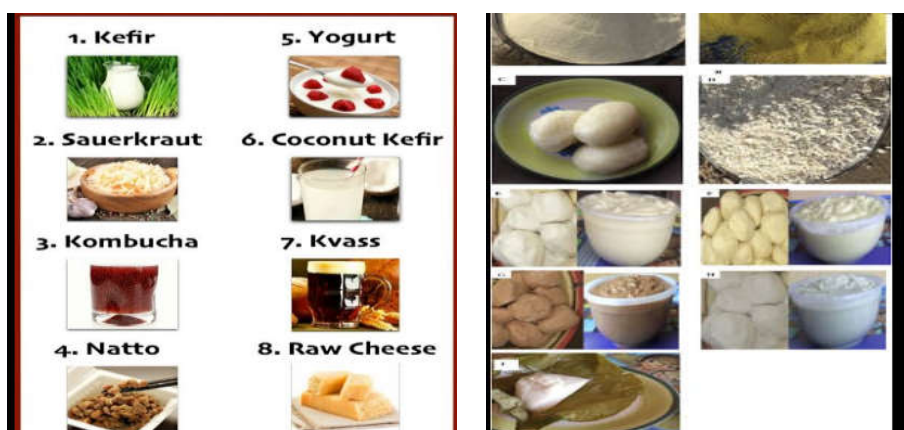 1. Kefir
5. Yogurt
2. Sauerkraut
6. Coconut Kefir
3. Kombucha
7. Kvass
4. Natto
8. Raw Cheese
C
D
E
F
G
H